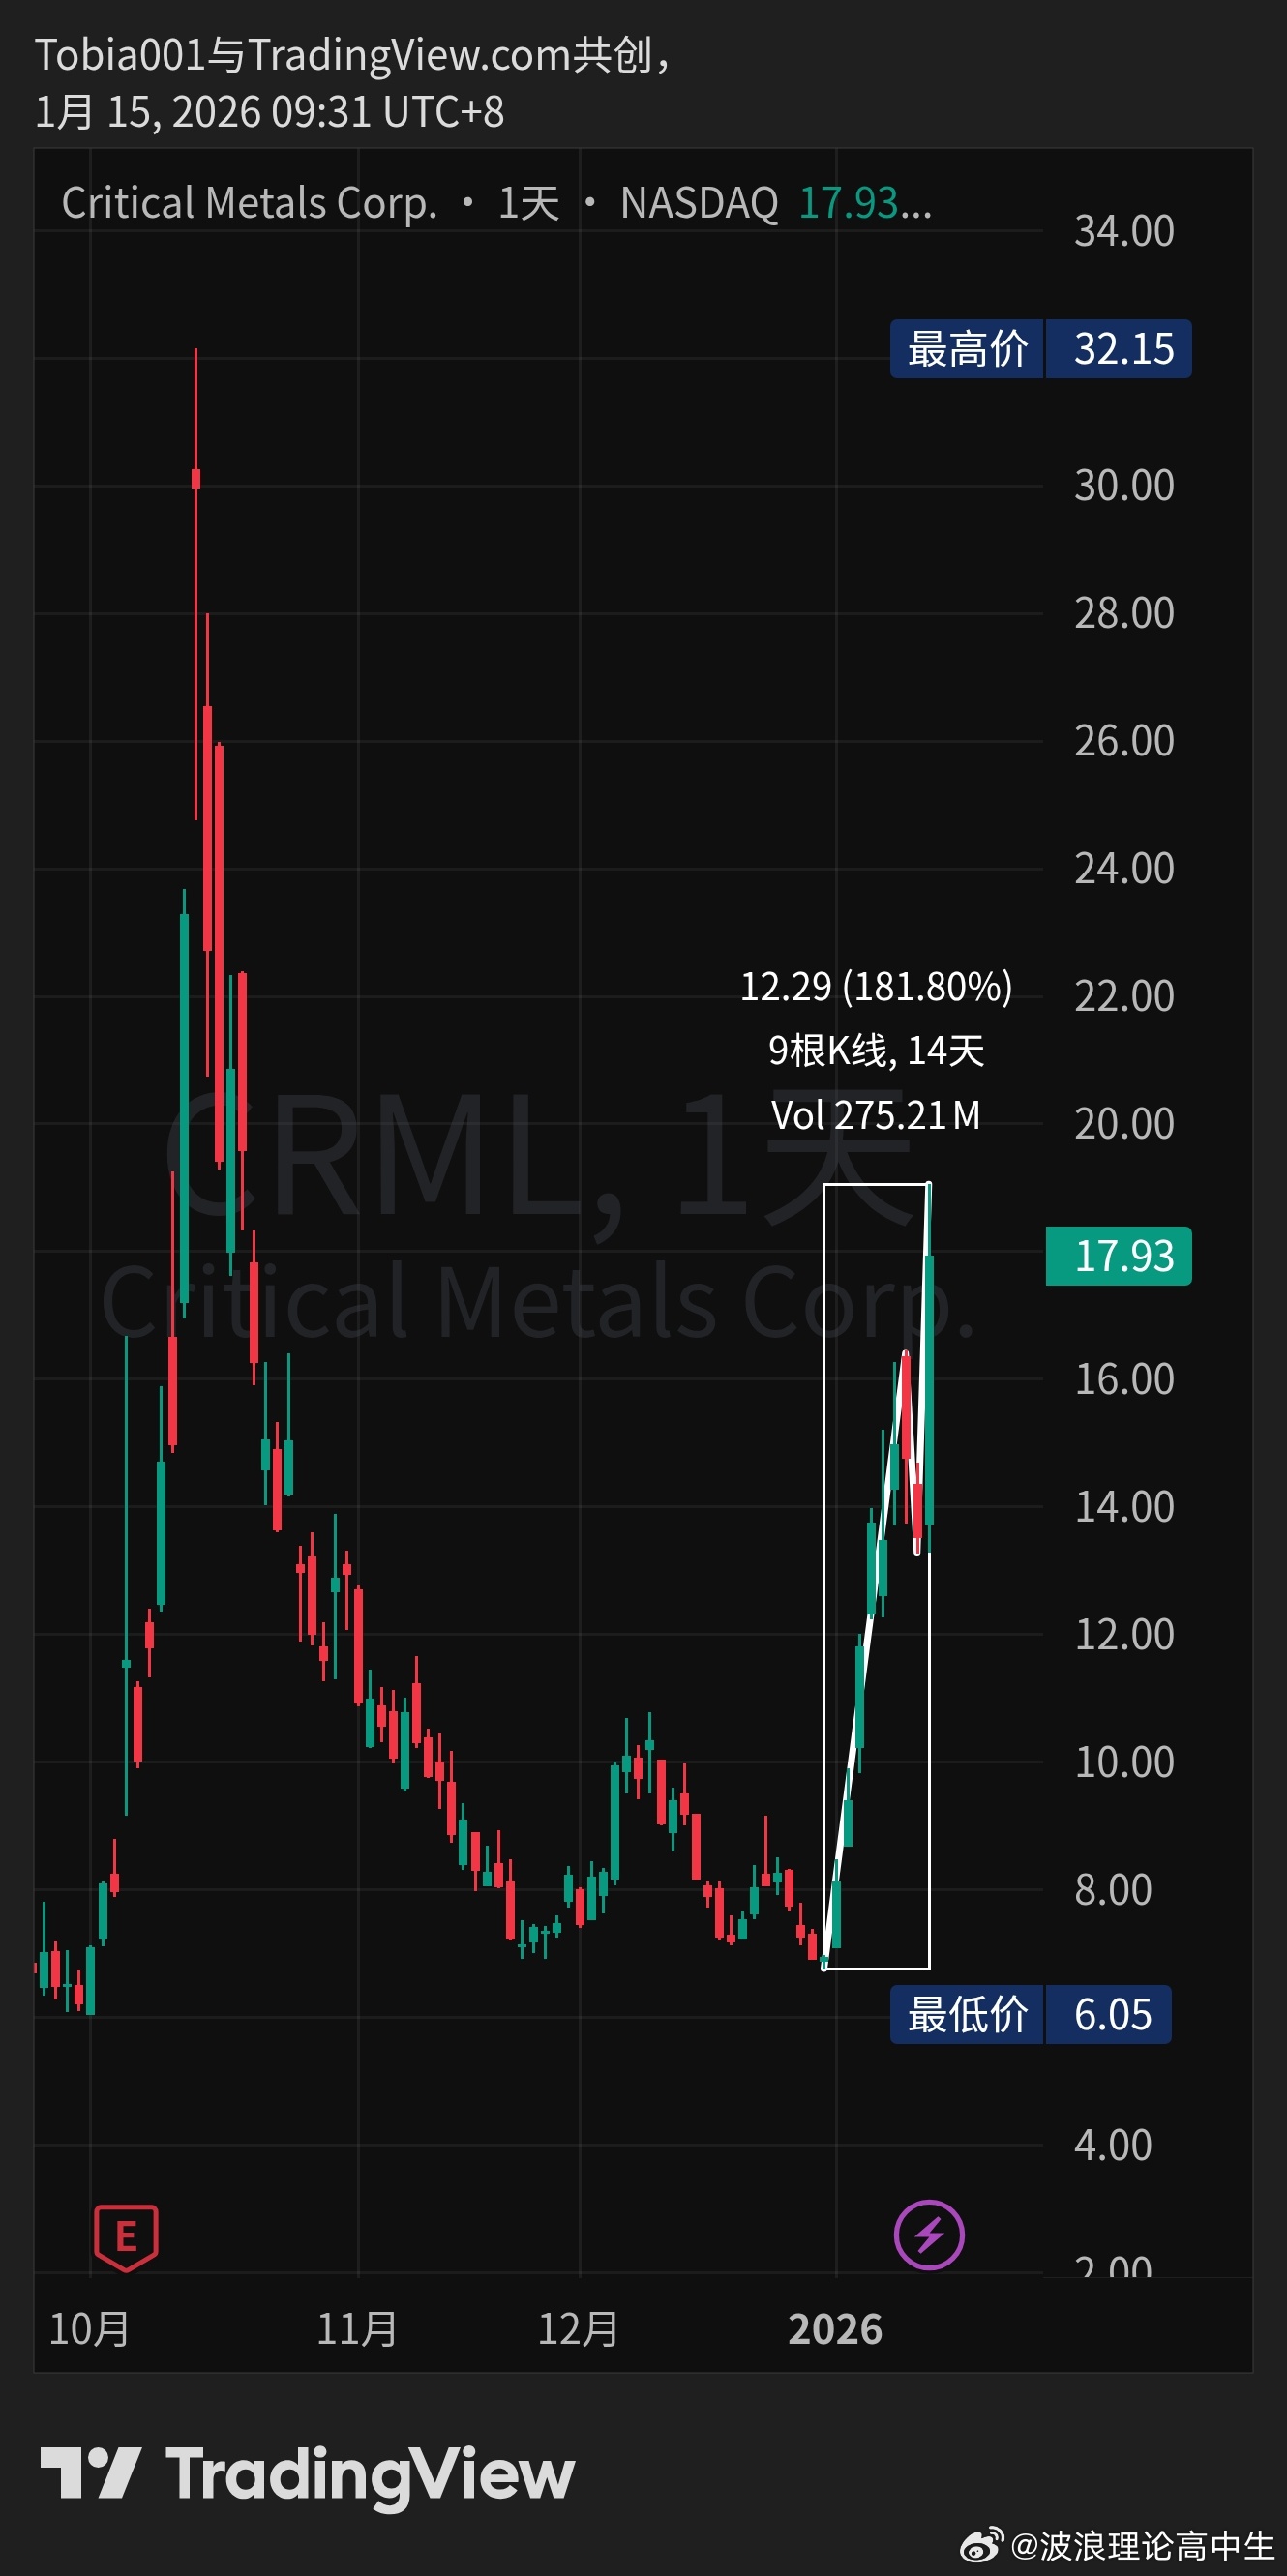 Tobia001与TradingView.com共创，
1月 15, 2026 09:31 UTC+8
Critical Metals Corp. · 1天 · NASDAQ 17.93...
34.00
最高价 32.15
30.00
28.00
26.00
24.00
12.29 (181.80%)
22.00
9根K线, 14天
Vol 275.21 M
20.00
CRML, 1天
17.93
Critical Metals Corp.
16.00
14.00
12.00
10.00
8.00
最低价 6.05
4.00
E
2.00
10月 11月 12月 2026
TradingView
@波浪理论高中生